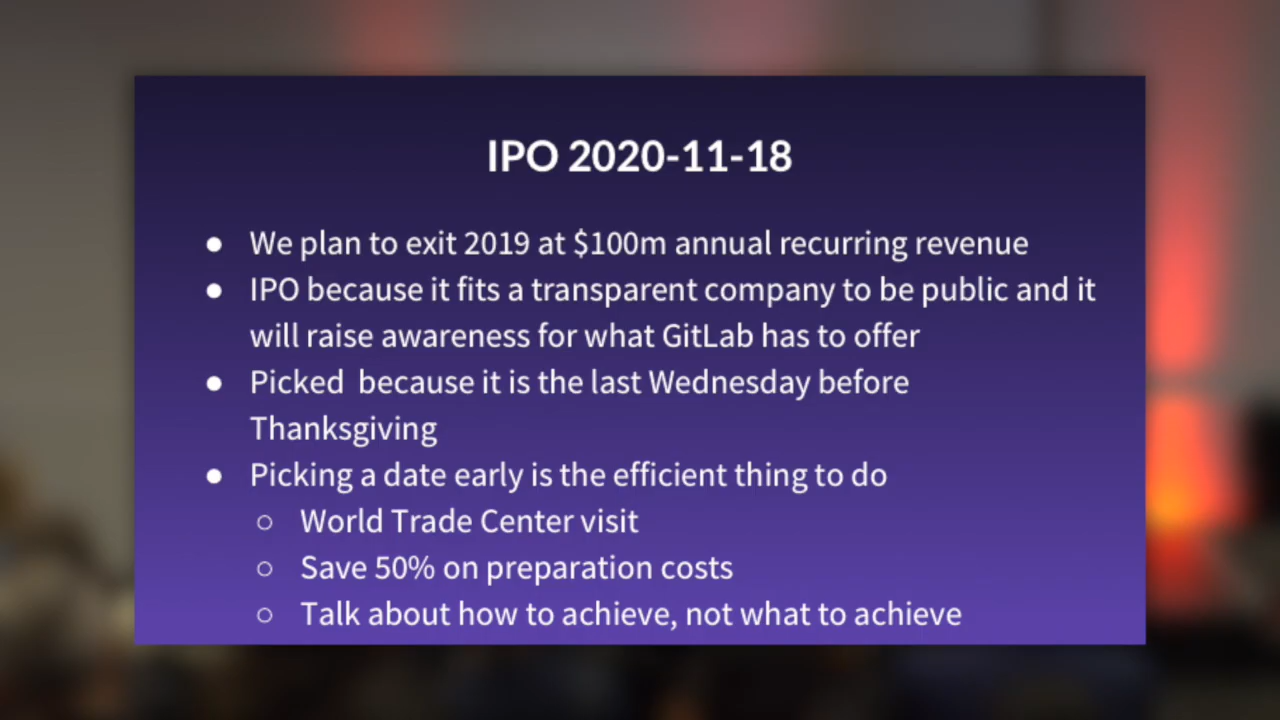 IPO 2020-11-18
● We plan to exit 2019 at $100m annual recurring revenue
● IPO because it fits a transparent company to be public and it
will raise awareness for what GitLab has to offer
● Picked  because it is the last Wednesday before
Thanksgiving
● Picking a date early is the efficient thing to do
○ World Trade Center visit
○ Save 50% on preparation costs
○ Talk about how to achieve, not what to achieve